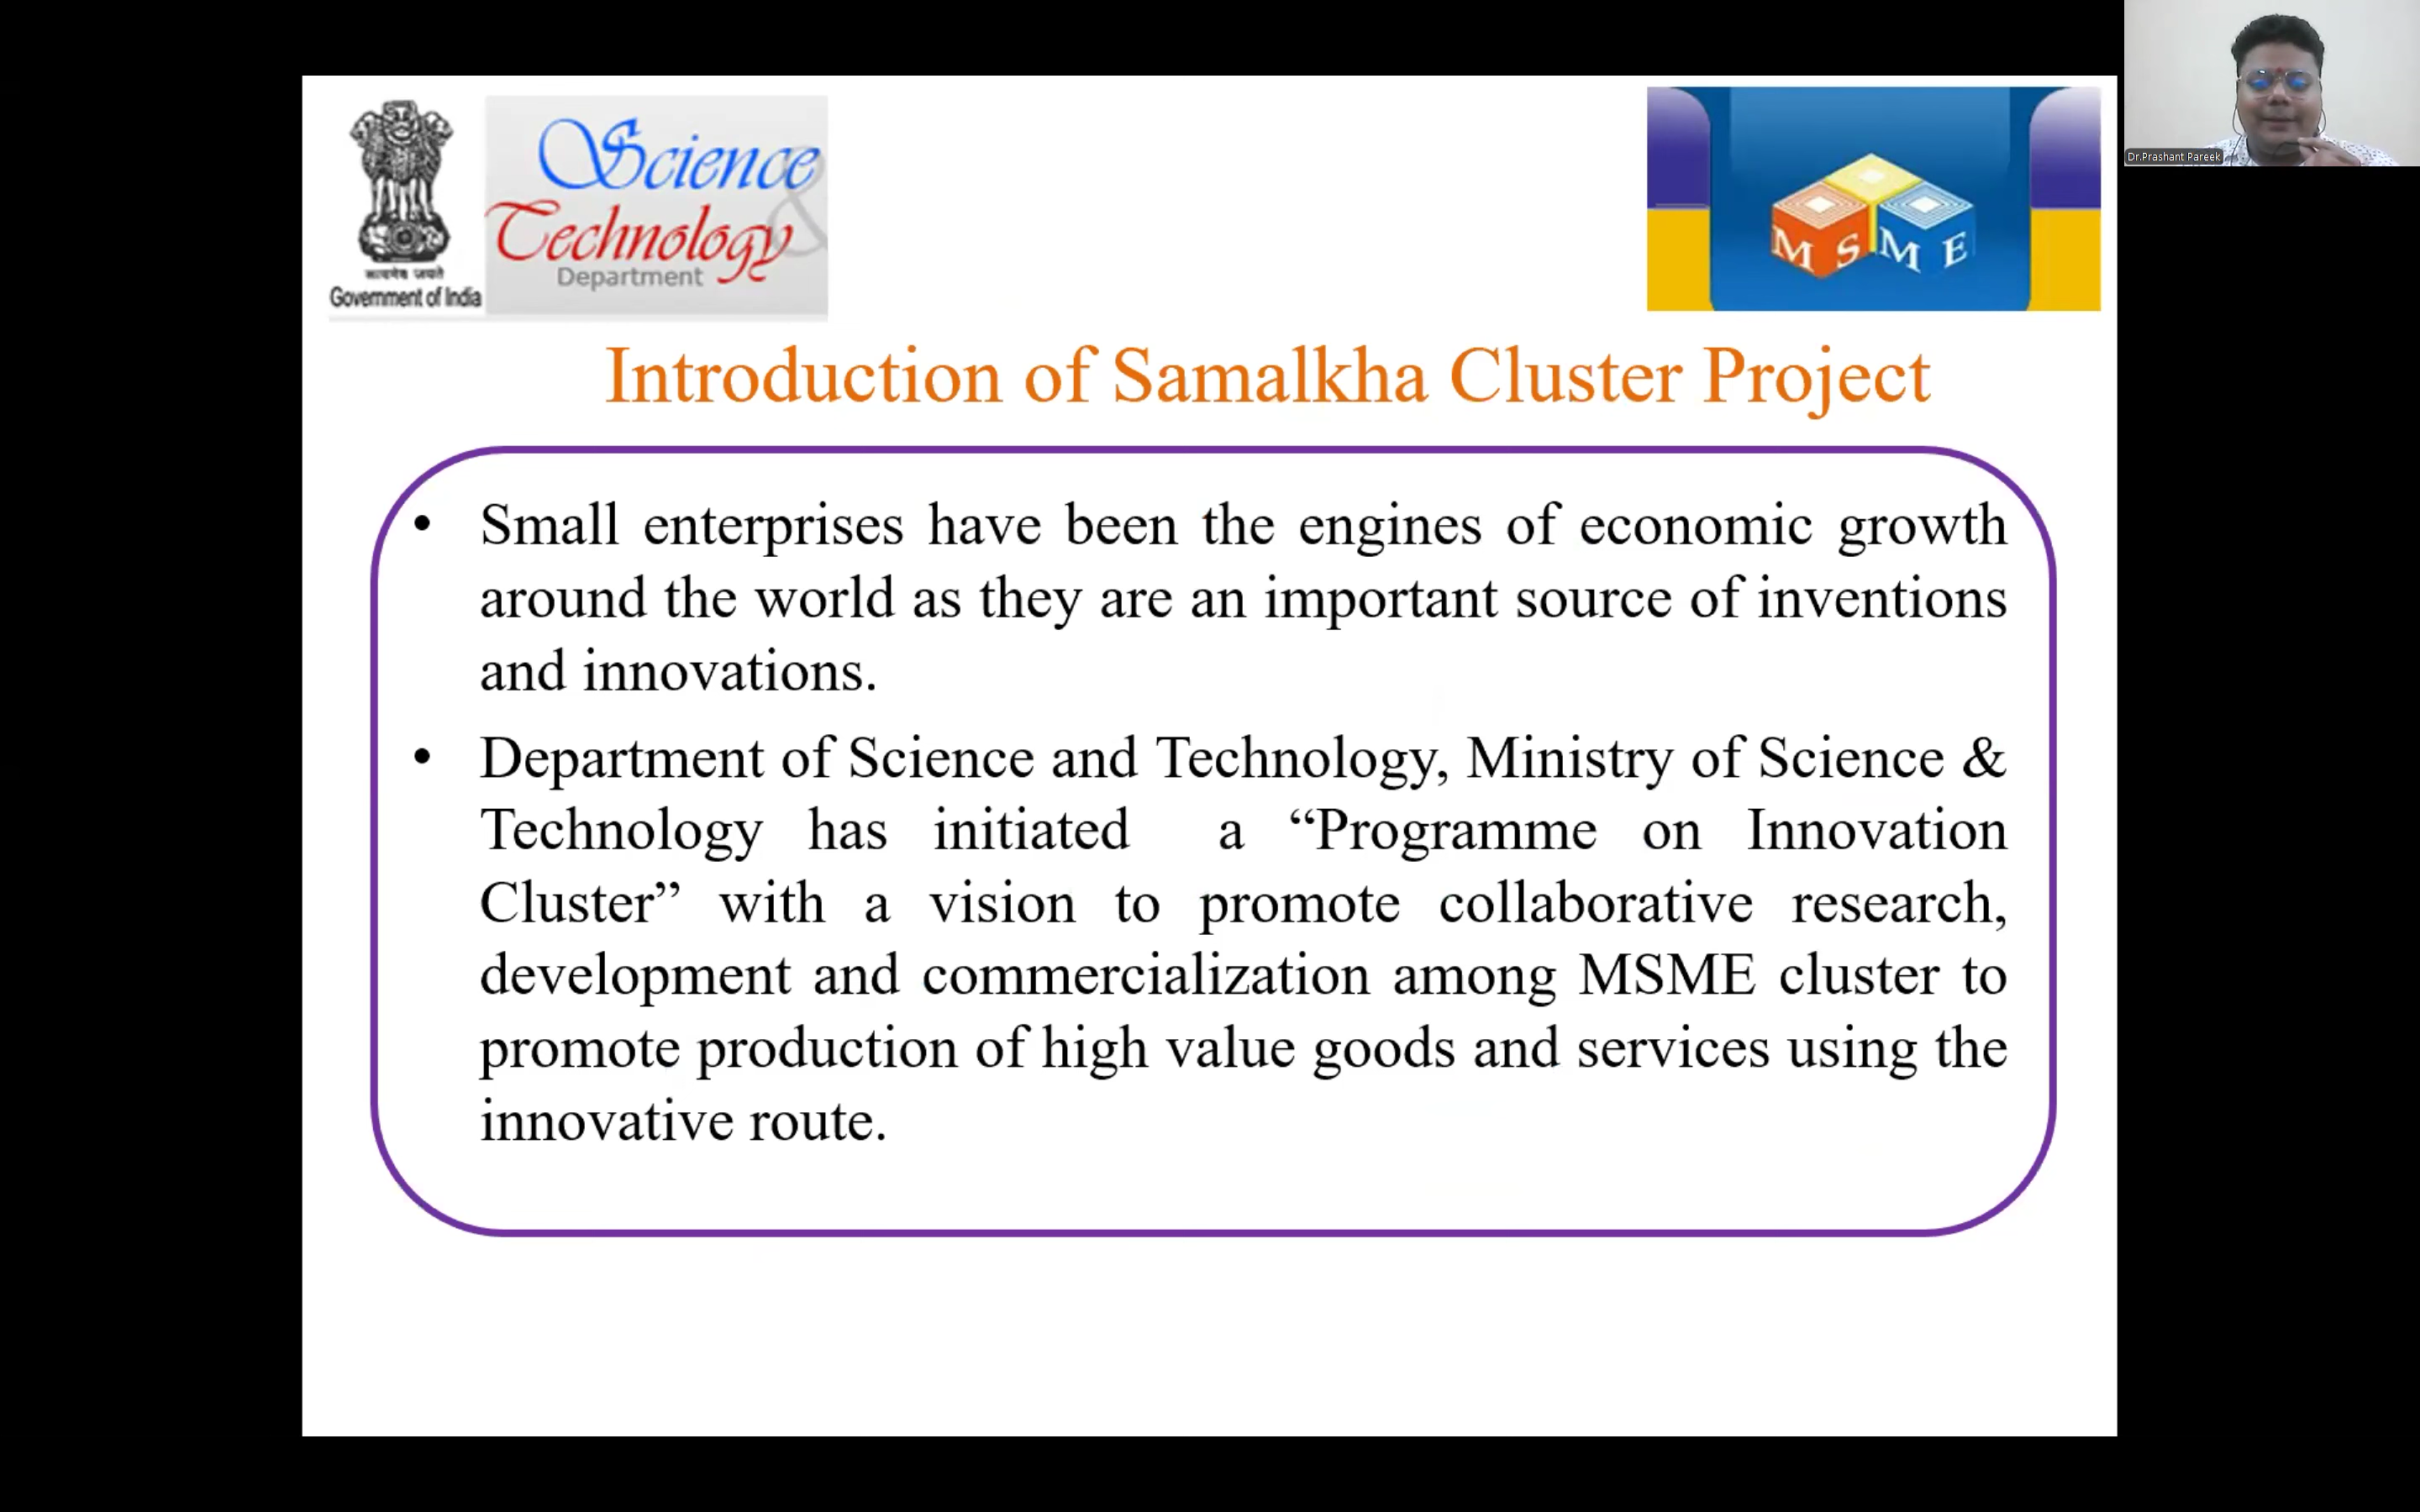 Science &
Technology
Department
सत्यमेव जयते
Government of India
M S M E
Dr.Prashant Pareek
Introduction of Samalkha Cluster Project
• Small enterprises have been the engines of economic growth
around the world as they are an important source of inventions
and innovations.
• Department of Science and Technology, Ministry of Science &
Technology has initiated a “Programme on Innovation
Cluster” with a vision to promote collaborative research,
development and commercialization among MSME cluster to
promote production of high value goods and services using the
innovative route.